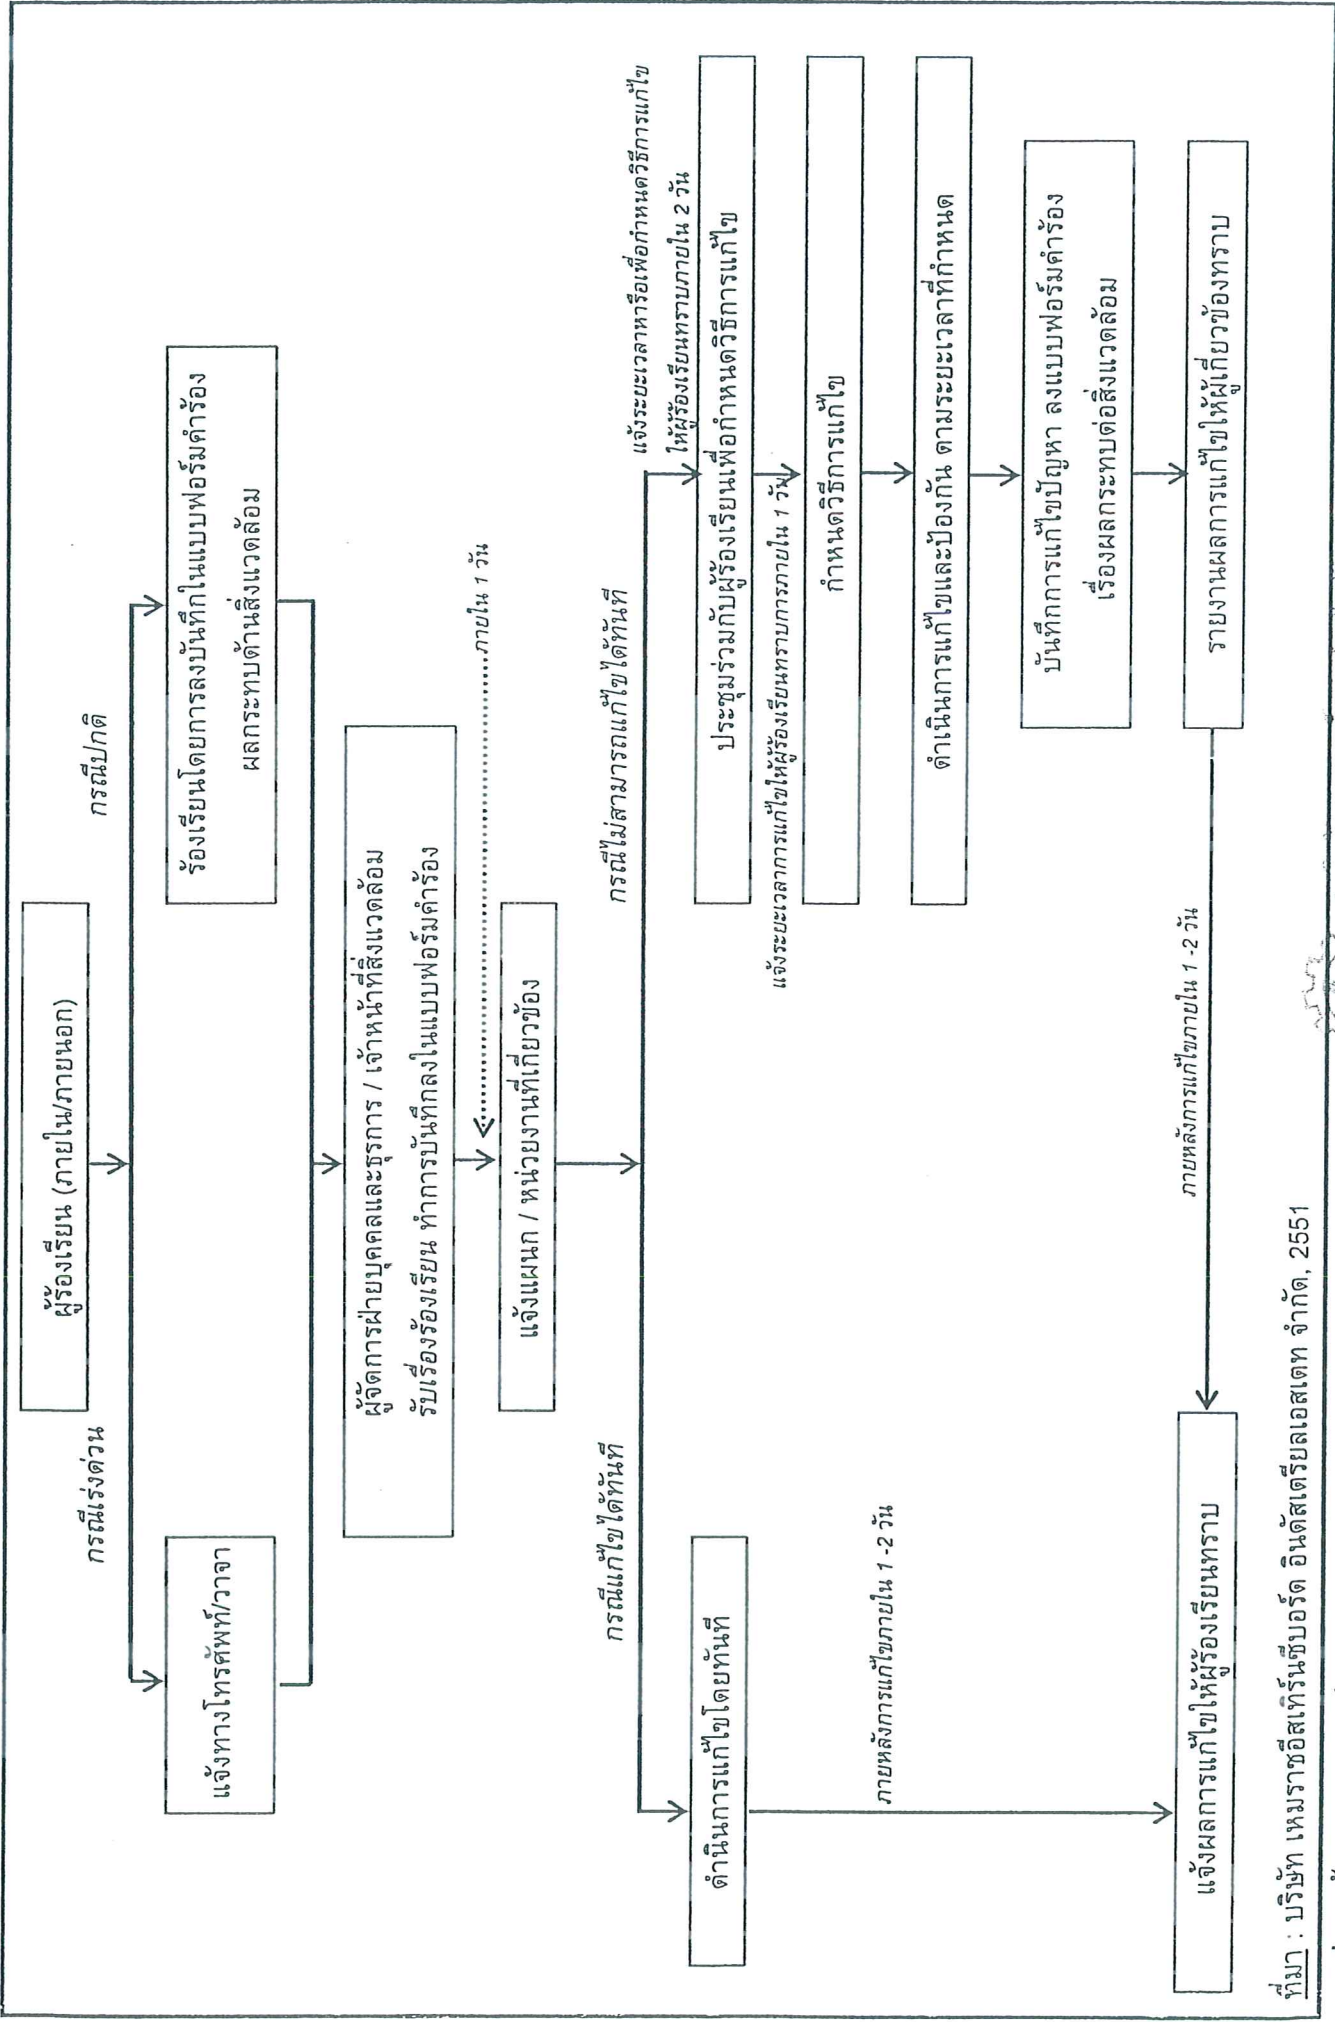 ผู้ร้องเรียน (ภายใน/ภายนอก)
กรณีเร่งด่วน
กรณีปกติ
แจ้งทางโทรศัพท์/วาจา
ร้องเรียนโดยการลงบันทึกในแบบฟอร์มคำร้อง
ผลกระทบด้านสิ่งแวดล้อม
ผู้จัดการฝ่ายบุคคลและธุรการ / เจ้าหน้าที่สิ่งแวดล้อม
รับเรื่องร้องเรียน ทำการบันทึกลงในแบบฟอร์มคำร้อง
ภายใน 1 วัน
แจ้งแผนก / หน่วยงานที่เกี่ยวข้อง
กรณีแก้ไขได้ทันที
กรณีไม่สามารถแก้ไขได้ทันที
แจ้งระยะเวลาหารือเพื่อกำหนดวิธีการแก้ไข
ให้ผู้ร้องเรียนทราบภายใน 2 วัน
ดำนินการแก้ไขโดยทันที
ประชุมร่วมกับผู้ร้องเรียนเพื่อกำหนดวิธีการแก้ไข
แจ้งระยะเวลาการแก้ไขให้ผู้ร้องเรียนทราบการภายใน 1 วัน
กำหนดวิธีการแก้ไข
ภายหลังการแก้ไขภายใน 1 -2 วัน
ดำเนินการแก้ไขและป้องกัน ตามระยะเวลาที่กำหนด
บันทึกการแก้ไขปัญหา ลงแบบฟอร์มคำร้อง
เรื่องผลกระทบต่อสิ่งแวดล้อม
แจ้งผลการแก้ไขให้ผู้ร้องเรียนทราบ
ภายหลังการแก้ไขภายใน 1 -2 วัน
รายงานผลการแก้ไขให้ผู้เกี่ยวข้องทราบ
ที่มา : บริษัท เหมราชอีสเทิร์นซีบอร์ด อินดัสเตรียลเอสเตท จำกัด, 2551